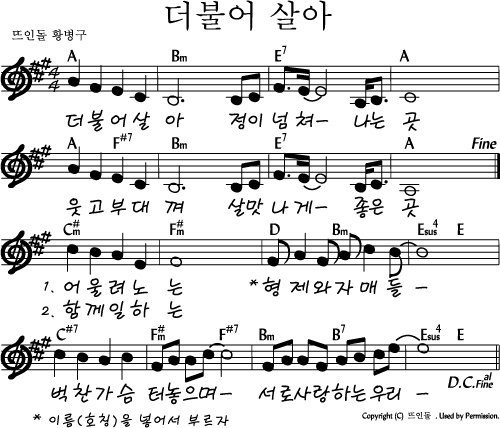 더불어 살아
뜨인돌 황병구
A Bm E7 A
4 4
더불어살 아 정이넘쳐- 나는 곳
A F#7 Bm E7 A Fine
웃고부대 껴 살맛나게- 좋은 곳
C#m F#m D Bm Esus4 E
1. 어울려노 는 *형제와자매들-
2. 함께일하 는
C#7 F#m F#7 Bm B7 Esus4 E
벅찬가슴 터놓으며- 서로사랑하는우리-
D.C. al Fine
* 이름(호칭)을 넣어서 부르자
Copyright (C) 뜨인돌 . Used by Permission.